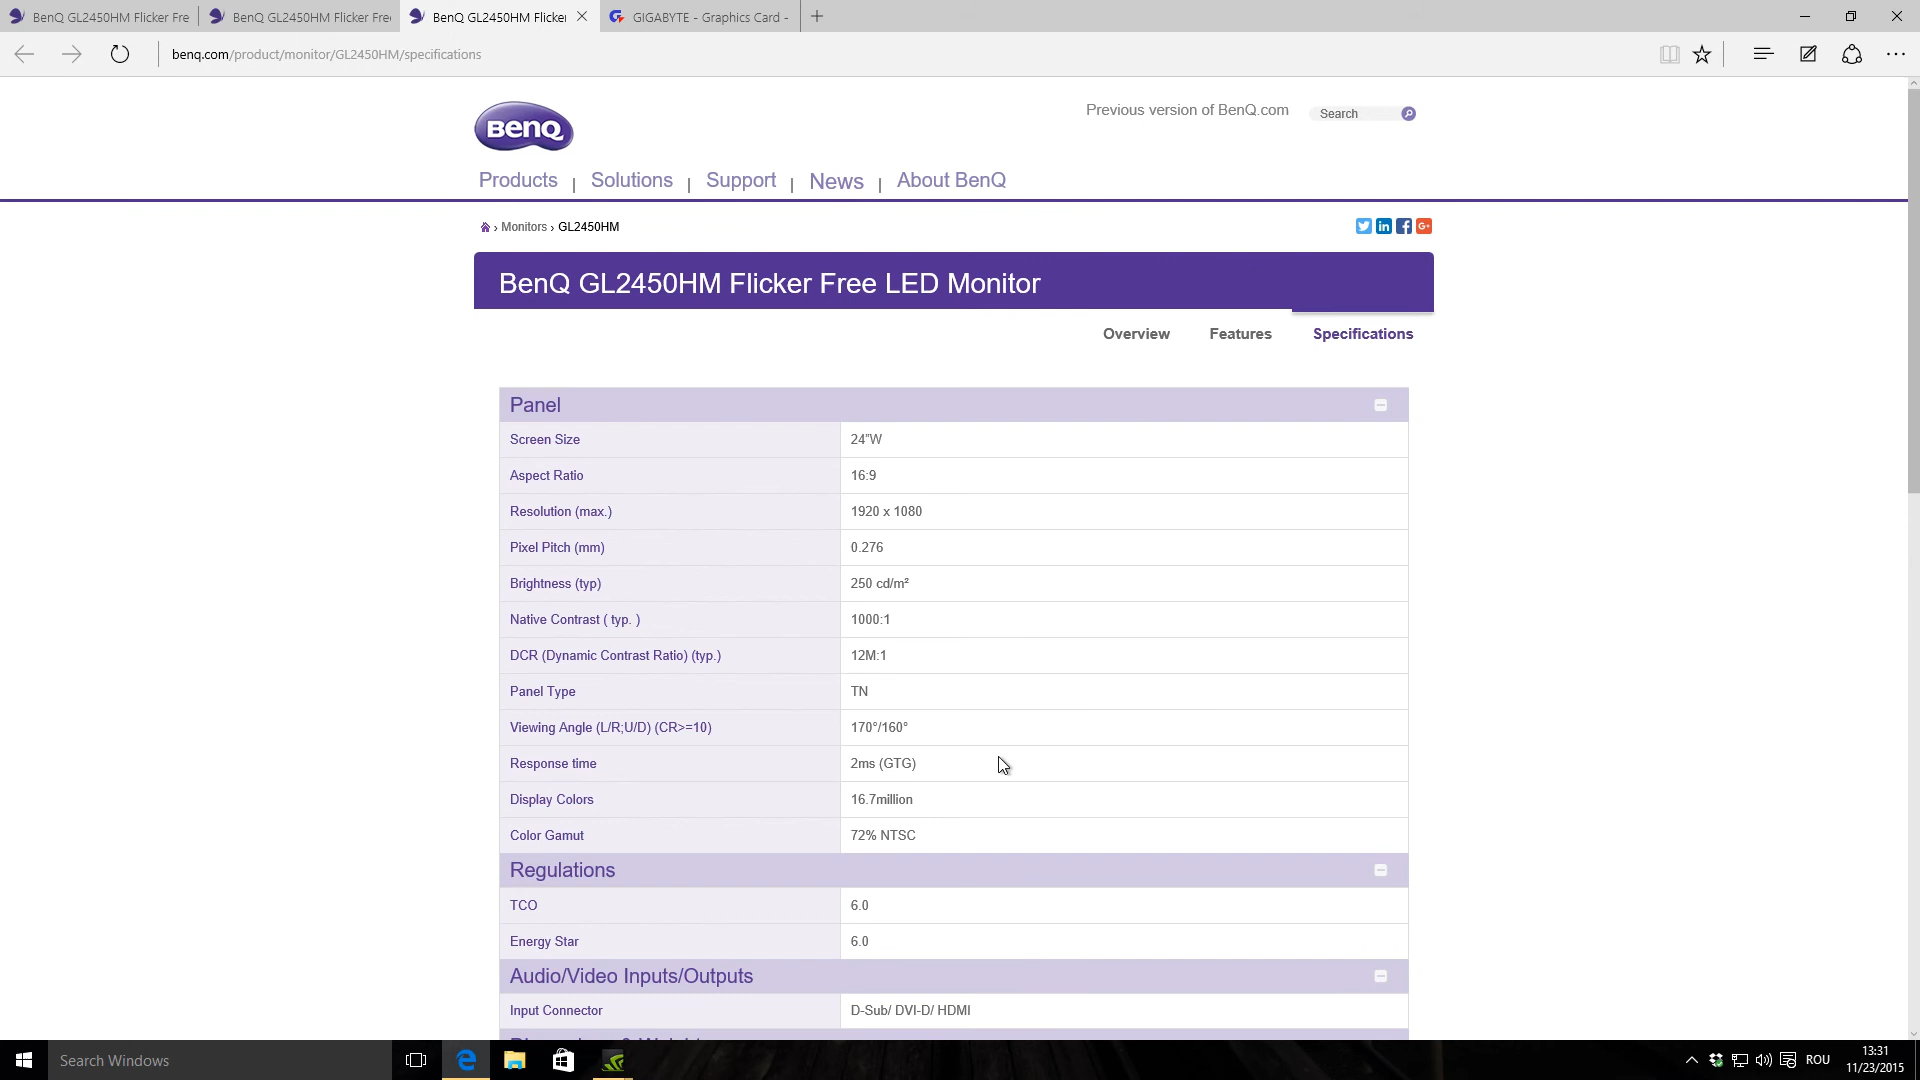 BenQ GL2450HM Flicker Fre
BenQ GL2450HM Flicker Free
BenQ GL2450HM Flicker
GIGABYTE - Graphics Card -
benq.com/product/monitor/GL2450HM/specifications
BenQ
Previous version of BenQ.com
Search
Products | Solutions | Support | News | About BenQ
› Monitors › GL2450HM
BenQ GL2450HM Flicker Free LED Monitor
Overview Features Specifications
Panel
Screen Size 24"W
Aspect Ratio 16:9
Resolution (max.) 1920 x 1080
Pixel Pitch (mm) 0.276
Brightness (typ) 250 cd/m²
Native Contrast ( typ. ) 1000:1
DCR (Dynamic Contrast Ratio) (typ.) 12M:1
Panel Type TN
Viewing Angle (L/R;U/D) (CR>=10) 170°/160°
Response time 2ms (GTG)
Display Colors 16.7million
Color Gamut 72% NTSC
Regulations
TCO 6.0
Energy Star 6.0
Audio/Video Inputs/Outputs
Input Connector D-Sub/ DVI-D/ HDMI
Search Windows
ROU
13:31
11/23/2015